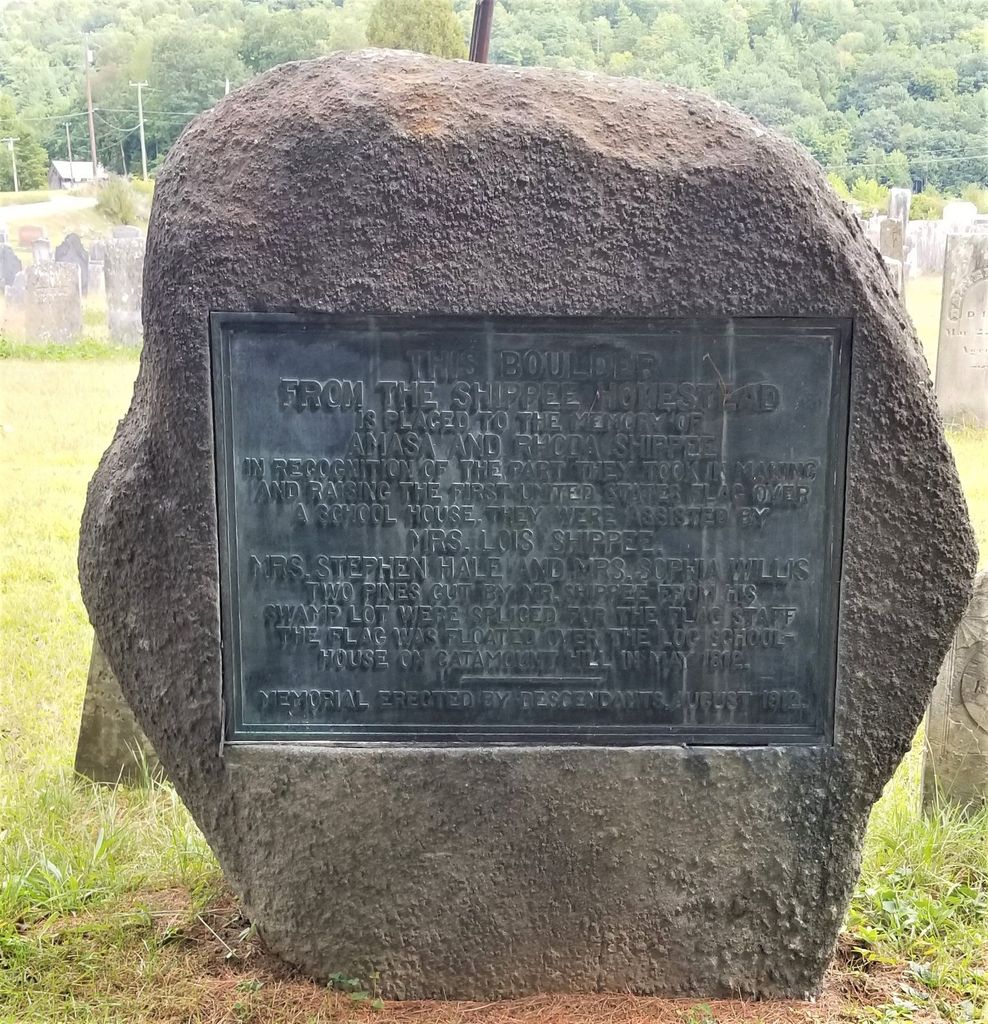 THIS BOULDER
FROM THE SHIPPEE HOMESTEAD
IS PLACED TO THE MEMORY OF
AMASA AND RHODA SHIPPEE
IN RECOGNITION OF THE PART THEY TOOK IN MAKING
AND RAISING THE FIRST UNITED STATES FLAG OVER
A SCHOOL HOUSE. THEY WERE ASSISTED BY
MRS. LOIS SHIPPEE.
MRS. STEPHEN HALE AND MRS. SOPHIA WILLIS
TWO PINES CUT BY MR. SHIPPEE FROM HIS
SWAMP LOT WERE SPLICED FOR THE FLAG STAFF
THE FLAG WAS FLOATED OVER THE LOG SCHOOL-
HOUSE ON CATAMOUNT HILL IN MAY 1812.
MEMORIAL ERECTED BY DESCENDANTS, AUGUST 1912.